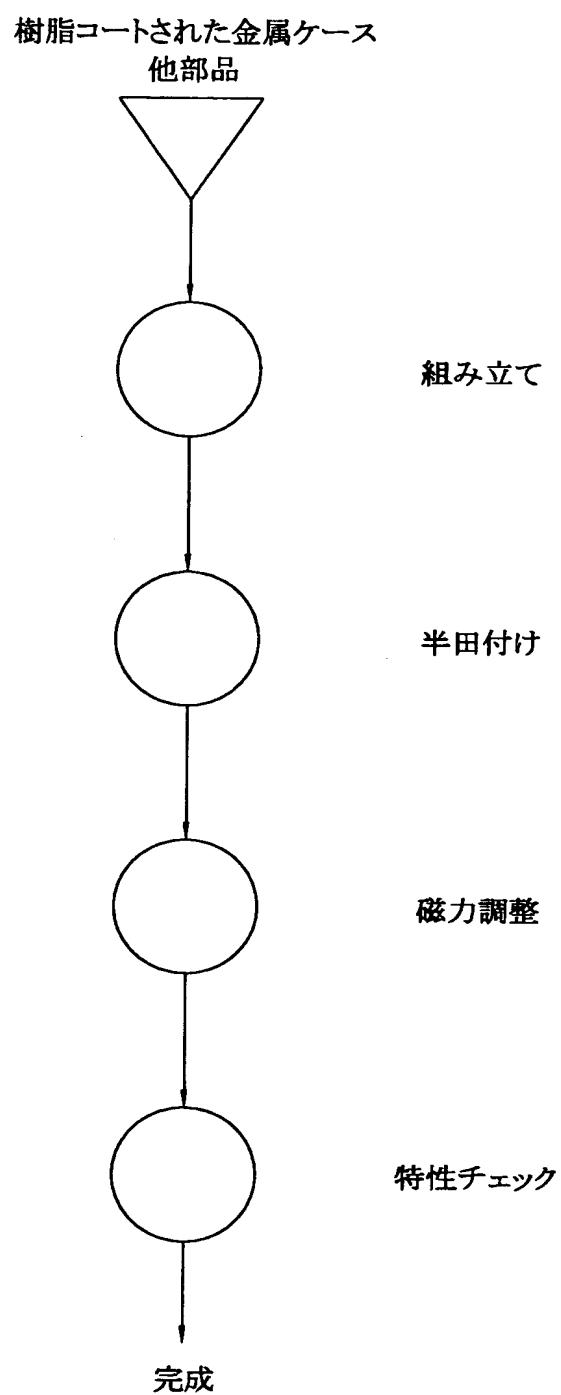 樹脂コートされた金属ケース
他部品
組み立て
半田付け
磁力調整
特性チェック
完成